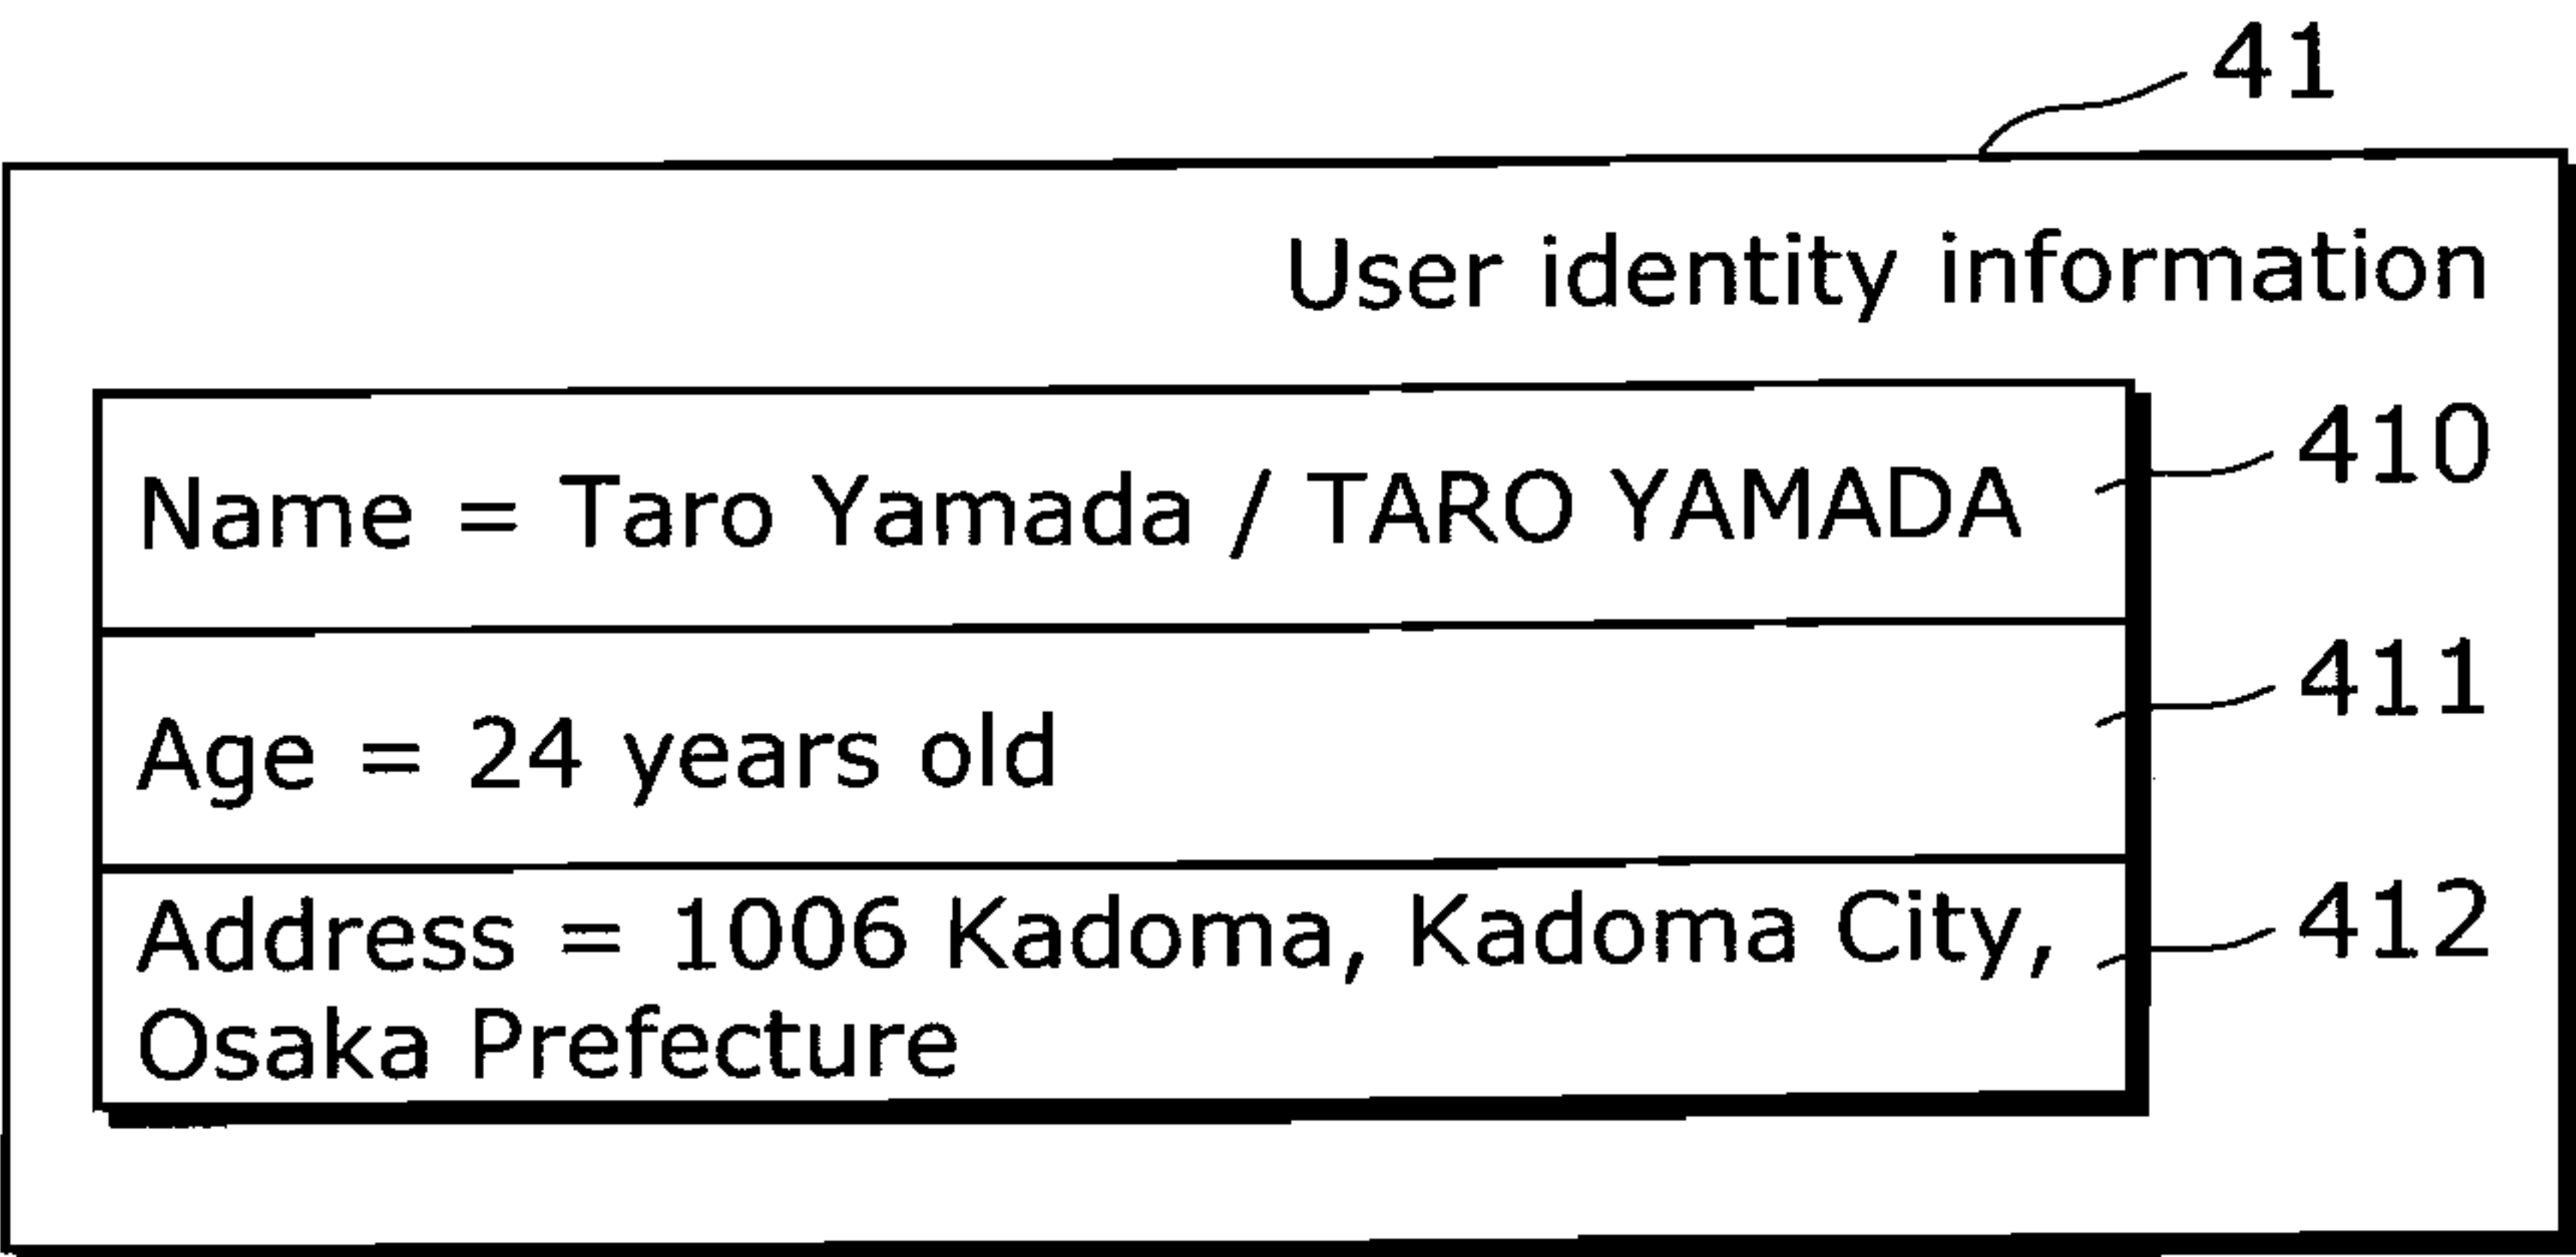 41
User identity information
Name = Taro Yamada / TARO YAMADA
410
Age = 24 years old
411
Address = 1006 Kadoma, Kadoma City,
412
Osaka Prefecture